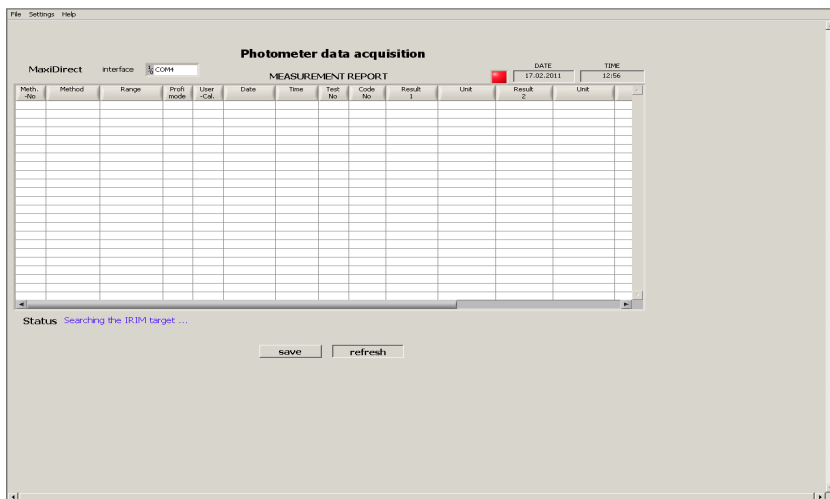 File Settings Help
Photometer data acquisition
MaxiDirect interface COM4
MEASUREMENT REPORT
DATE TIME
17.02.2011 12:56
Meth. -No Method Range Profi mode User -Cal. Date Time Test No Code No Result 1 Unit Result 2 Unit
Status Searching the IRIM target ...
save refresh